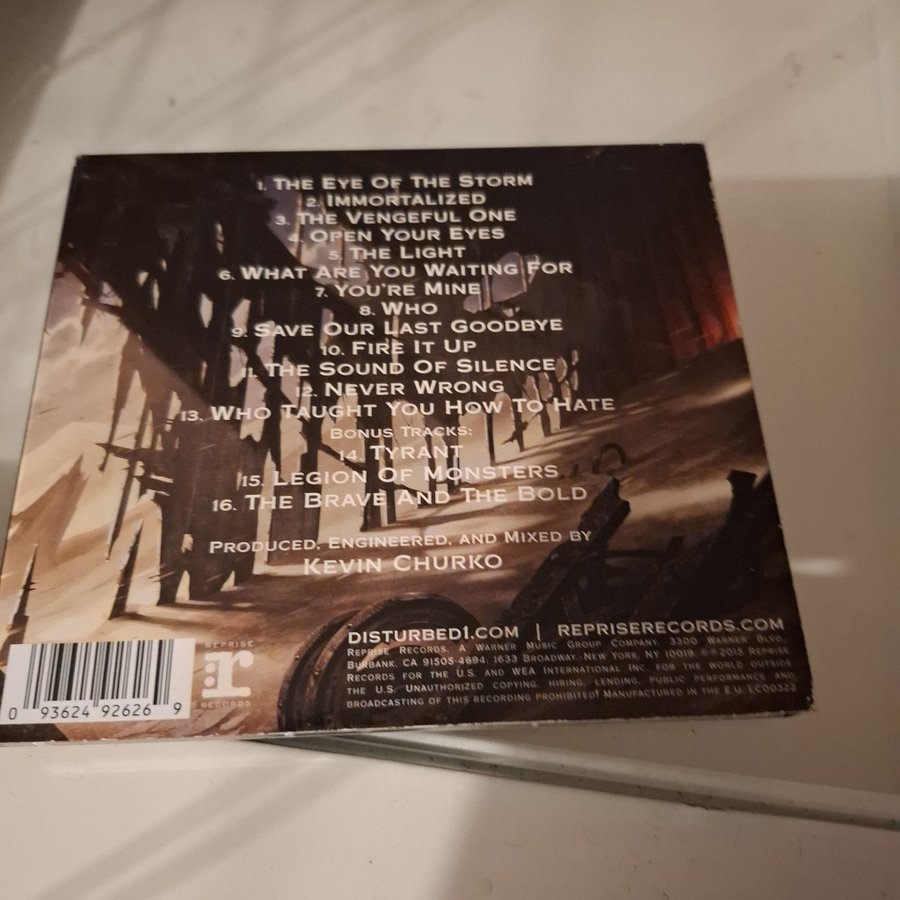 1. THE EYE OF THE STORM
2. IMMORTALIZED
3. THE VENGEFUL ONE
4. OPEN YOUR EYES
5. THE LIGHT
6. WHAT ARE YOU WAITING FOR
7. YOU'RE MINE
8. WHO
9. SAVE OUR LAST GOODBYE
10. FIRE IT UP
11. THE SOUND OF SILENCE
12. NEVER WRONG
13. WHO TAUGHT YOU HOW TO HATE
BONUS TRACKS:
14. TYRANT
15. LEGION OF MONSTERS
16. THE BRAVE AND THE BOLD
PRODUCED, ENGINEERED, AND MIXED BY
KEVIN CHURKO
DISTURBED1.COM | REPRISERECORDS.COM
REPRISE RECORDS, A WARNER MUSIC GROUP COMPANY, 3300 WARNER BLVD.,
BURBANK, CA 91505-4694, 1633 BROADWAY, NEW YORK, NY 10019. ©℗ 2015 REPRISE
RECORDS FOR THE U.S. AND WEA INTERNATIONAL INC. FOR THE WORLD OUTSIDE
THE U.S. UNAUTHORIZED COPYING, HIRING, LENDING, PUBLIC PERFORMANCE AND
BROADCASTING OF THIS RECORDING PROHIBITED! MANUFACTURED IN THE E.U. LC00322
REPRISE
r
RECORDS
0 93624 92626 9